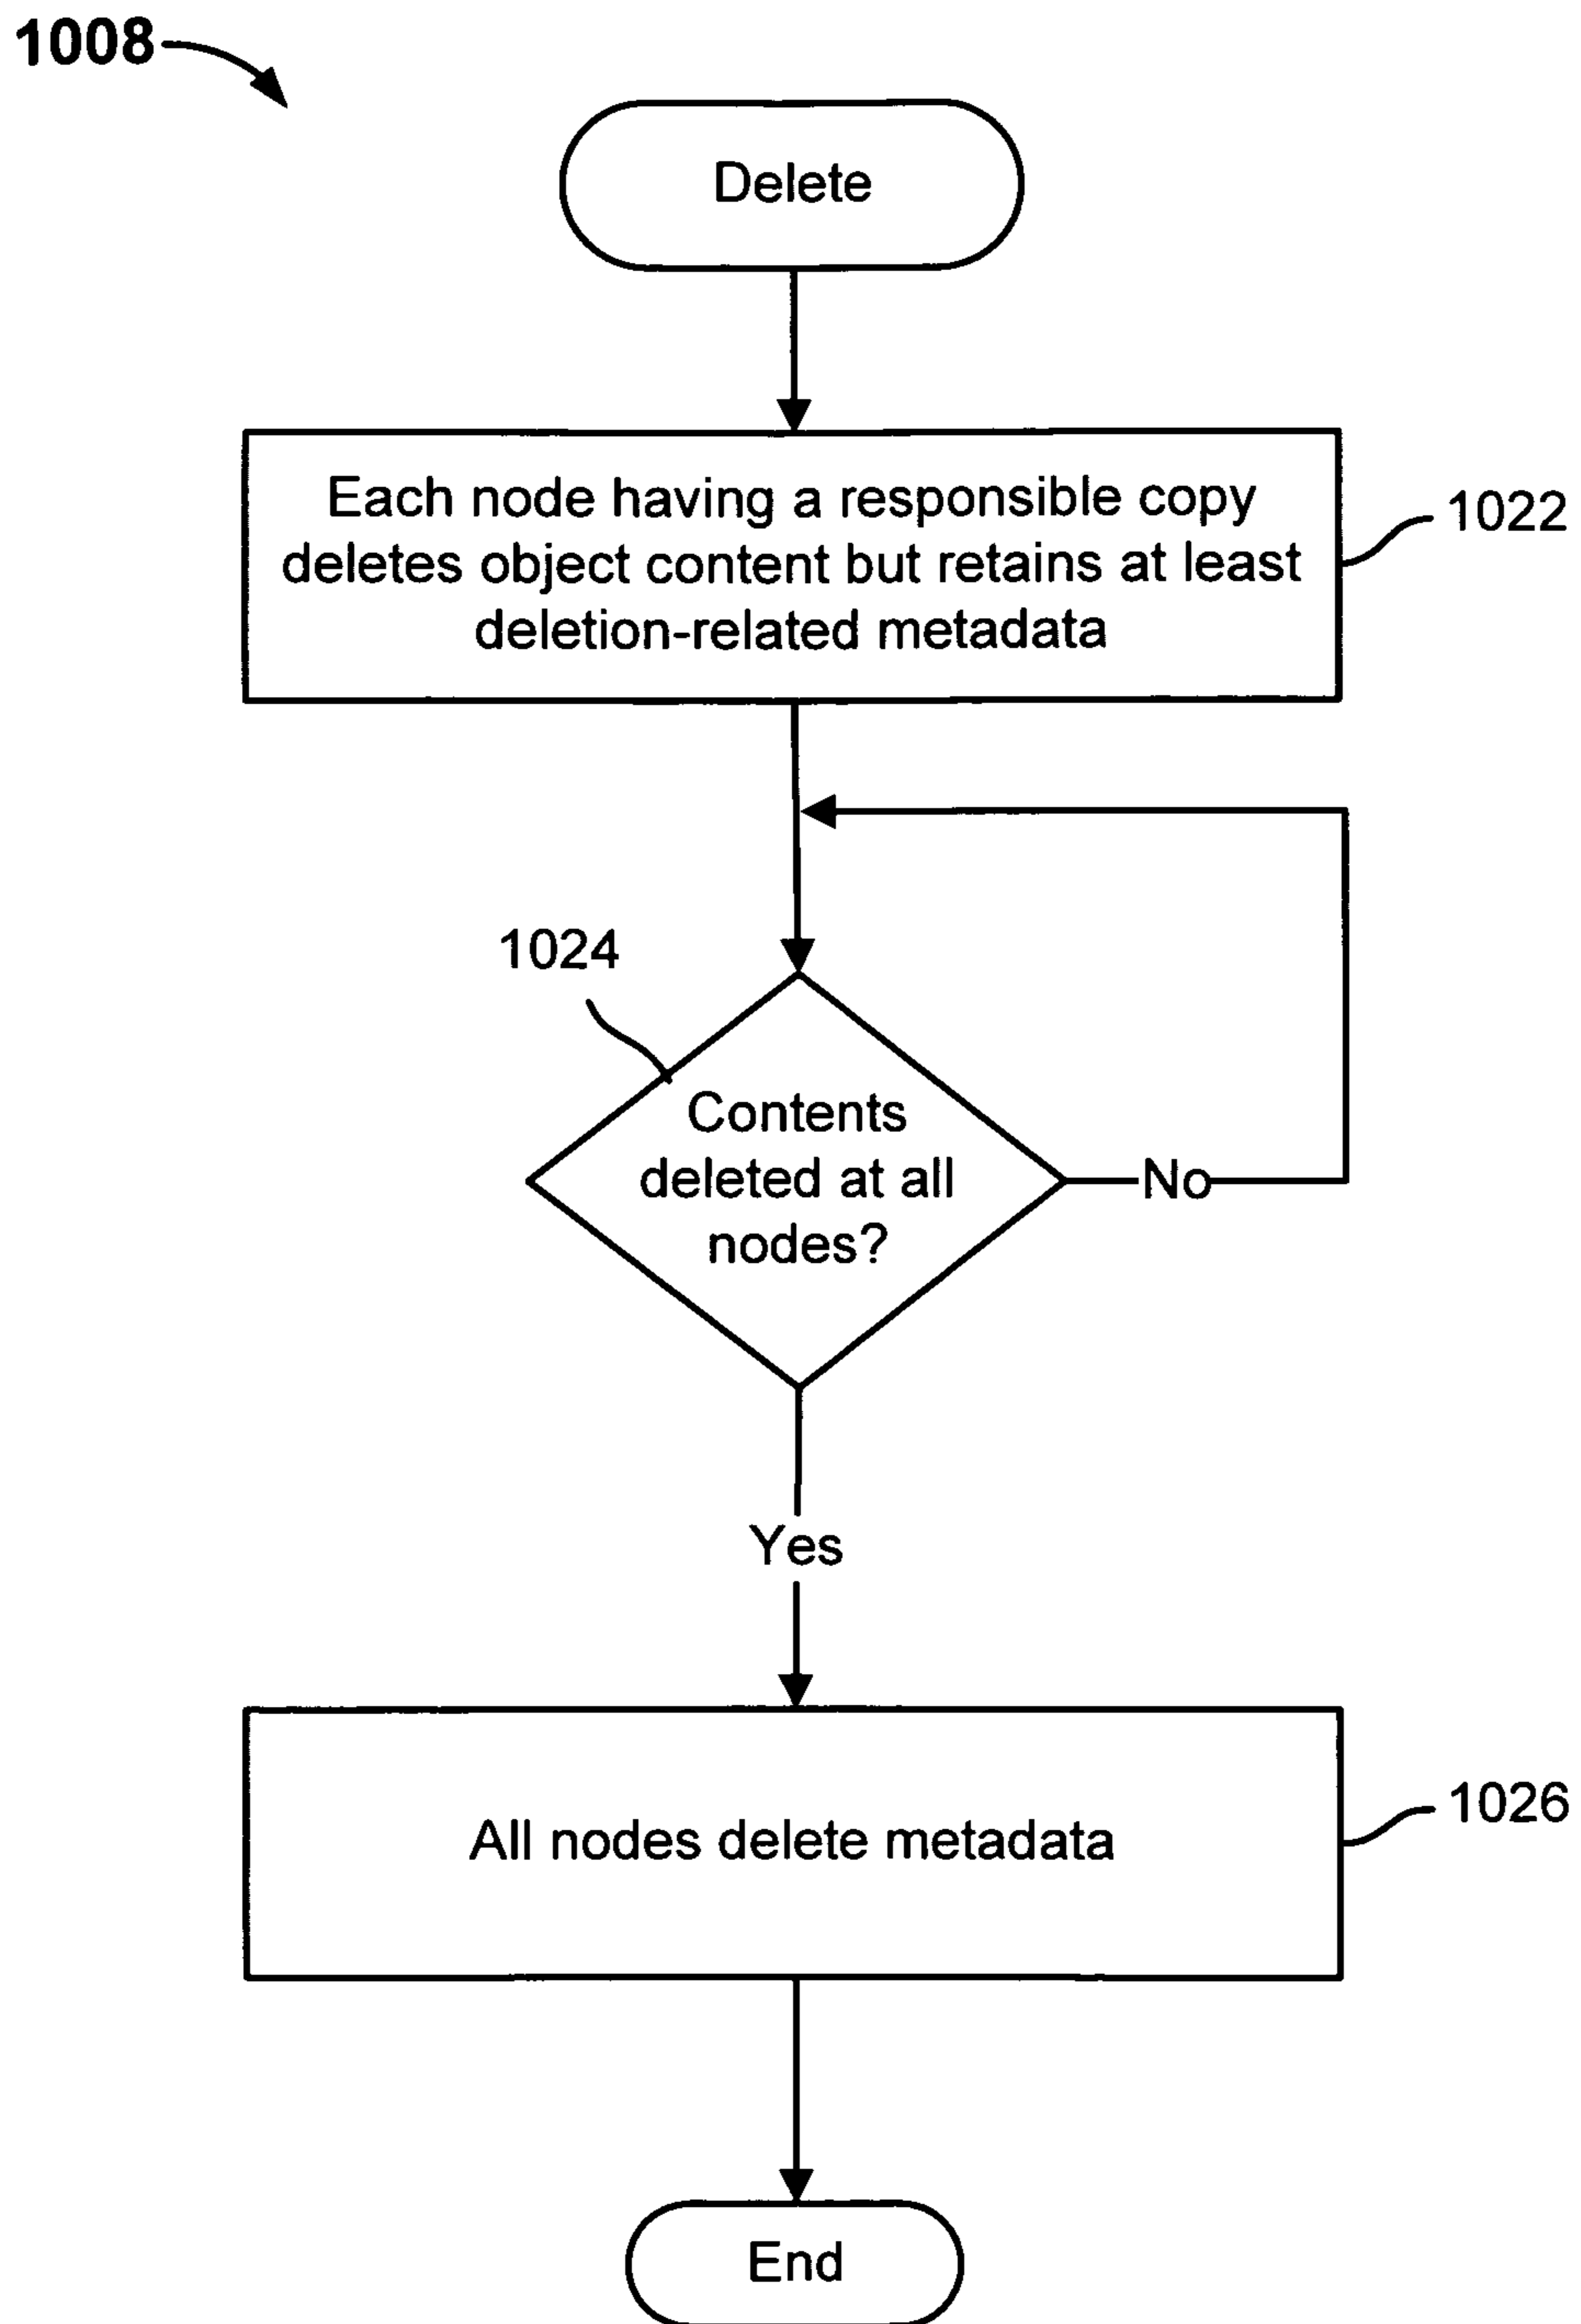 1008
Delete
Each node having a responsible copy
deletes object content but retains at least
deletion-related metadata
1022
1024
Contents
deleted at all
nodes?
No
Yes
All nodes delete metadata
1026
End